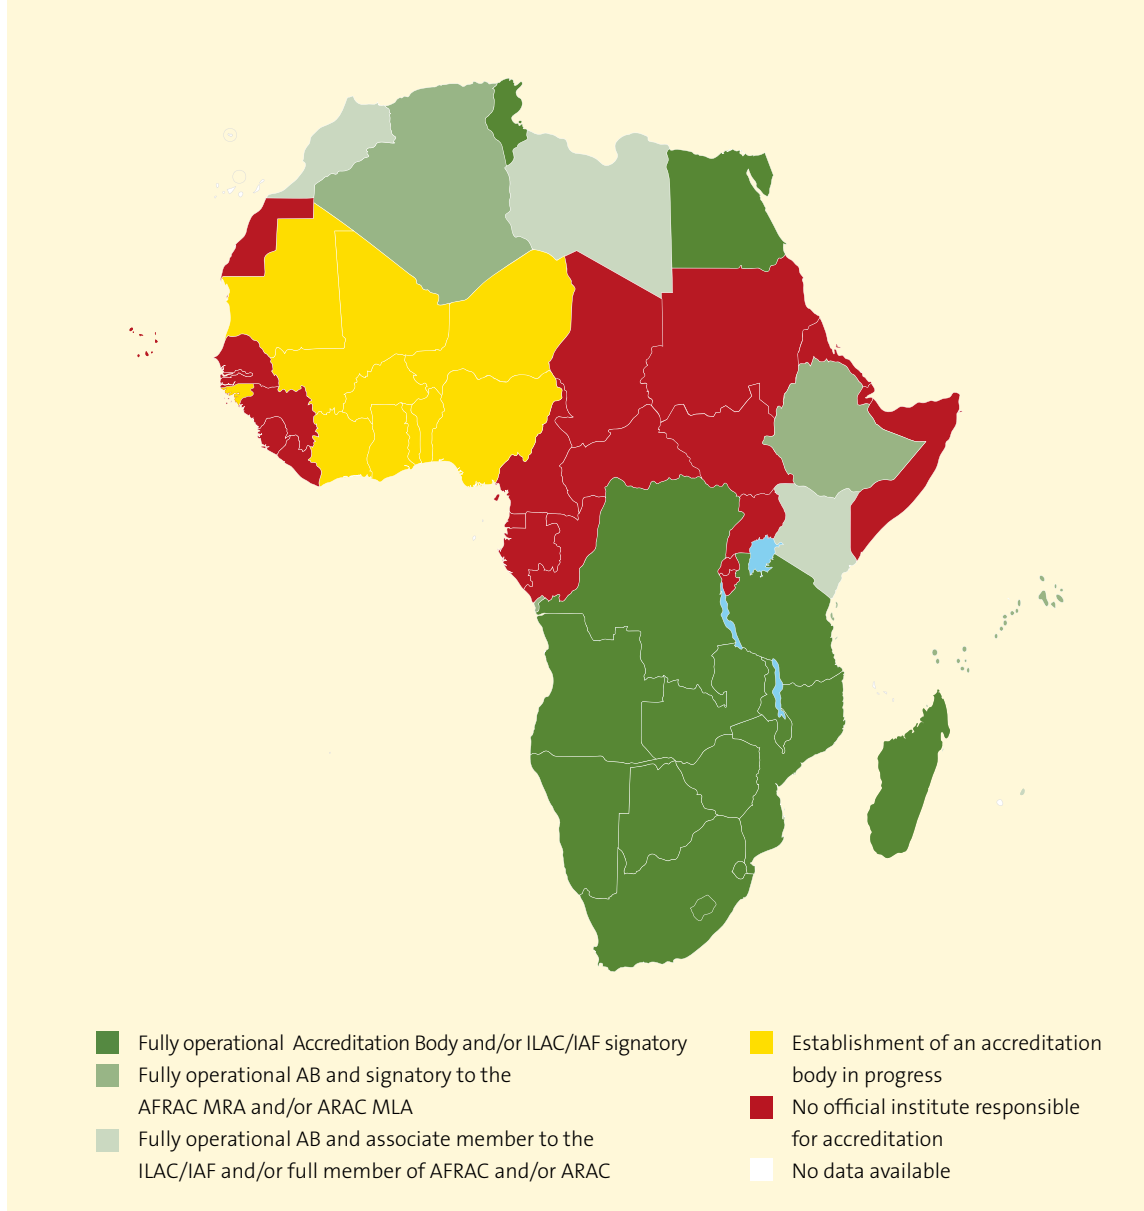 Fully operational Accreditation Body and/or ILAC/IAF signatory
Fully operational AB and signatory to the
AFRAC MRA and/or ARAC MLA
Fully operational AB and associate member to the
ILAC/IAF and/or full member of AFRAC and/or ARAC
Establishment of an accreditation
body in progress
No official institute responsible
for accreditation
No data available